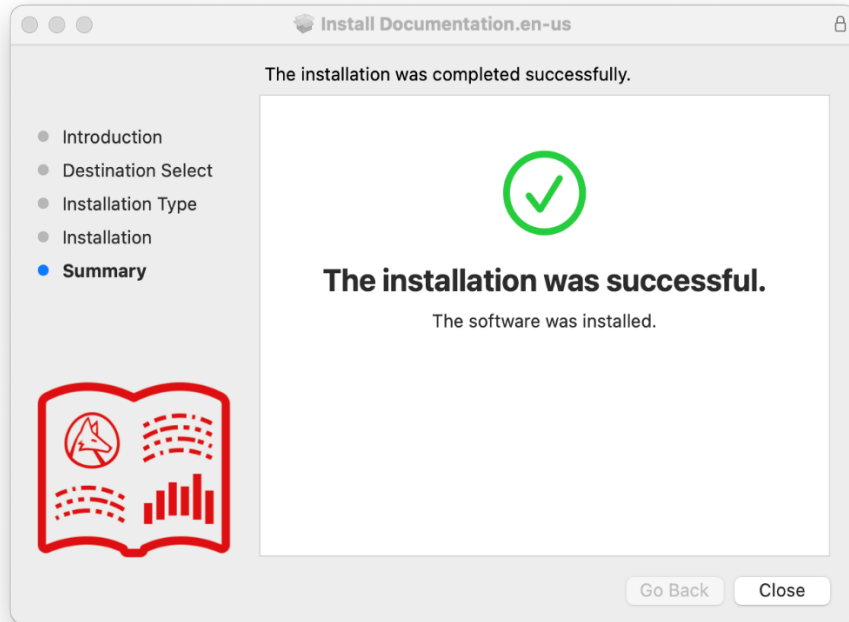 Install Documentation.en-us
The installation was completed successfully.
Introduction
Destination Select
Installation Type
Installation
Summary
The installation was successful.
The software was installed.
Go Back
Close